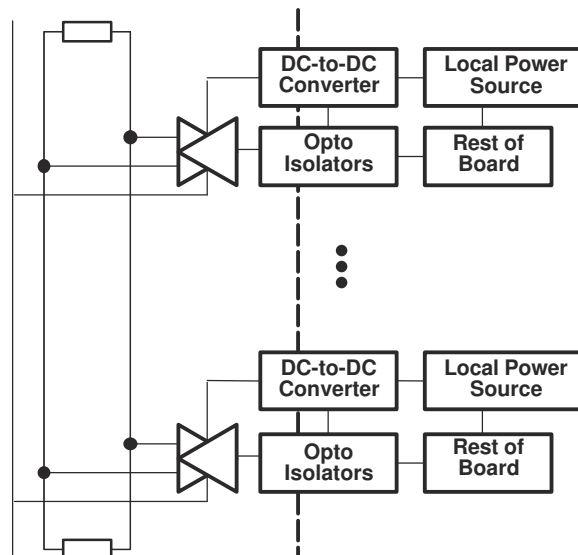 DC-to-DC
Converter
Local Power
Source
Opto
Isolators
Rest of
Board
DC-to-DC
Converter
Local Power
Source
Opto
Isolators
Rest of
Board